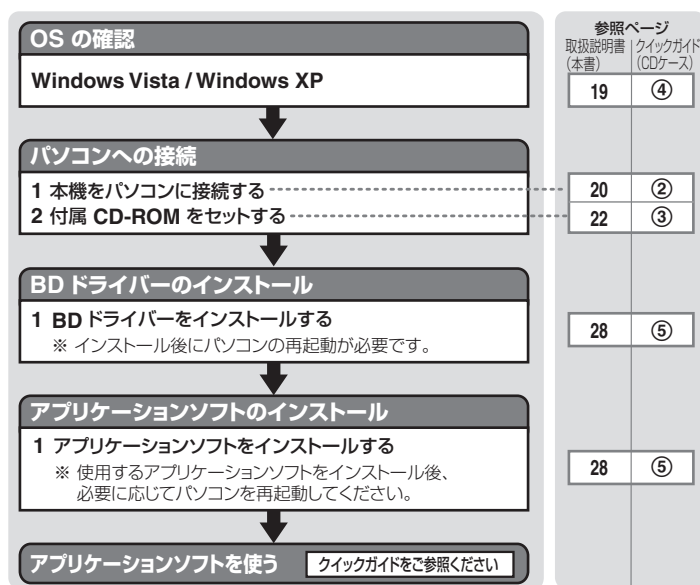 OS の確認
Windows Vista / Windows XP
パソコンへの接続
1 本機をパソコンに接続する
2 付属 CD-ROM をセットする
BD ドライバーのインストール
1 BD ドライバーをインストールする
※ インストール後にパソコンの再起動が必要です。
アプリケーションソフトのインストール
1 アプリケーションソフトをインストールする
※ 使用するアプリケーションソフトをインストール後、
必要に応じてパソコンを再起動してください。
アプリケーションソフトを使う クイックガイドをご参照ください
参照ページ
取扱説明書 クイックガイド
(本書) (CDケース)
19 ④
20 ②
22 ③
28 ⑤
28 ⑤